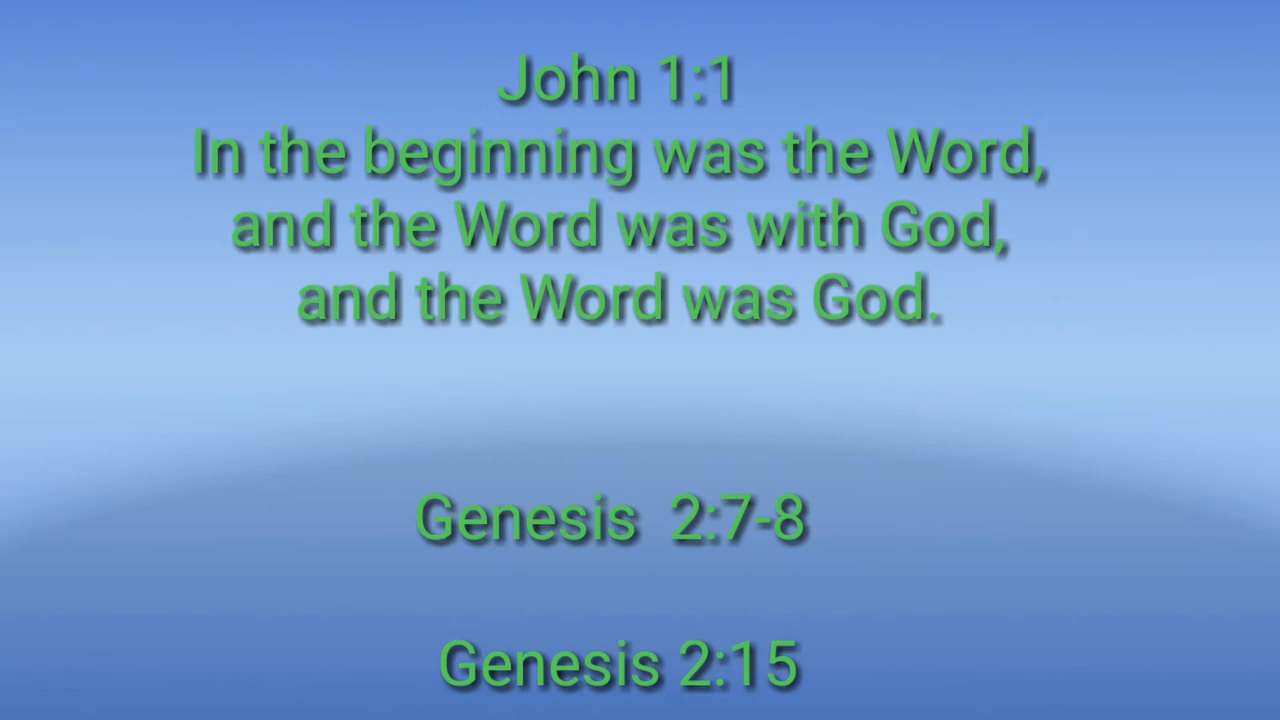 John 1:1
In the beginning was the Word,
and the Word was with God,
and the Word was God.
Genesis 2:7-8
Genesis 2:15